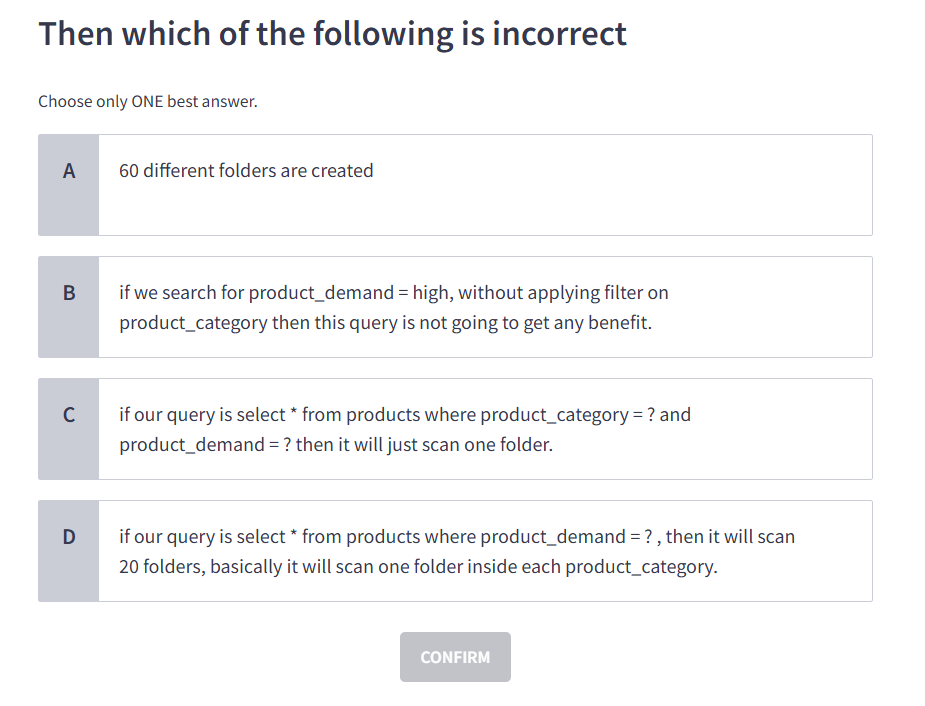 Then which of the following is incorrect
Choose only ONE best answer.
A
60 different folders are created
B
if we search for product_demand = high, without applying filter on
product_category then this query is not going to get any benefit.
C
if our query is select * from products where product_category = ? and
product_demand = ? then it will just scan one folder.
D
if our query is select * from products where product_demand = ? , then it will scan
20 folders, basically it will scan one folder inside each product_category.
CONFIRM